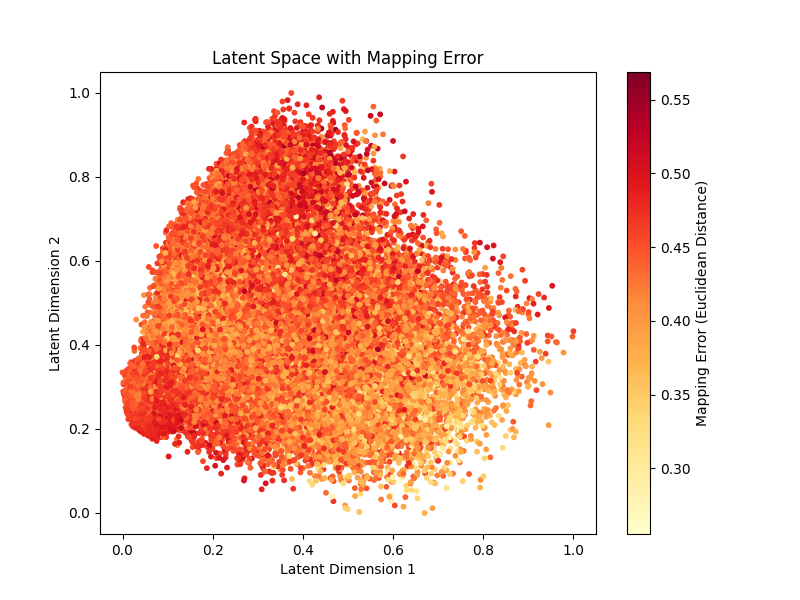 Latent Space with Mapping Error
Latent Dimension 2
1.0
0.8
0.6
0.4
0.2
0.0
0.0 0.2 0.4 0.6 0.8 1.0
Latent Dimension 1
0.55
0.50
0.45
0.40
0.35
0.30
Mapping Error (Euclidean Distance)